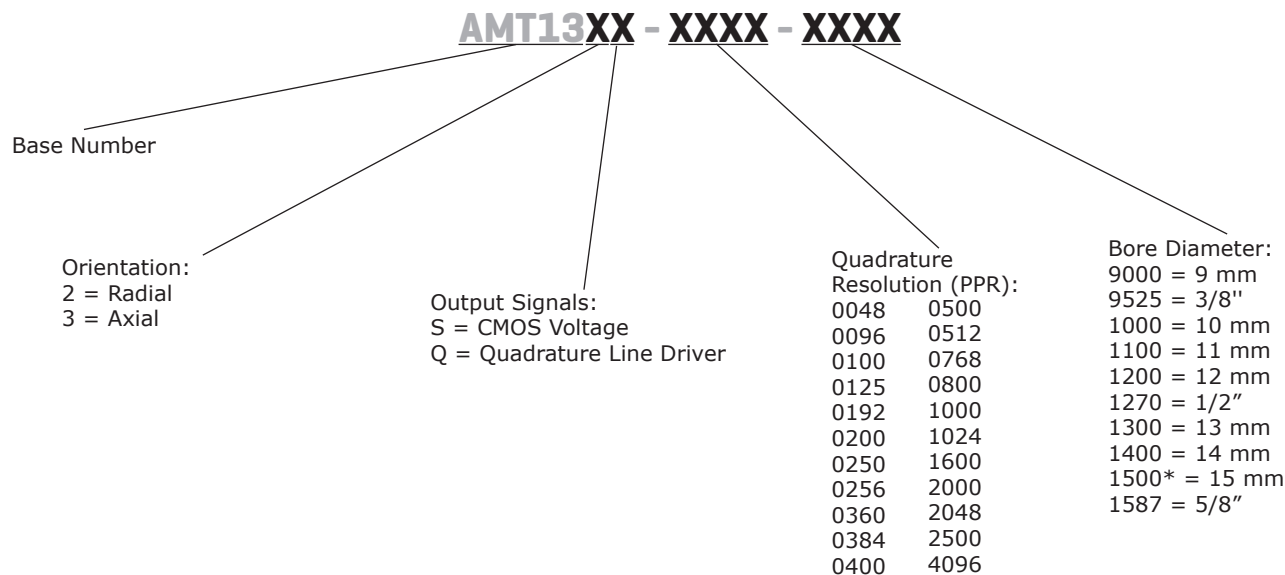 AMT13XX - XXXX - XXXX
Base Number
Orientation:
2 = Radial
3 = Axial
Output Signals:
S = CMOS Voltage
Q = Quadrature Line Driver
Quadrature
Resolution (PPR):
0048 0500
0096 0512
0100 0768
0125 0800
0192 1000
0200 1024
0250 1600
0256 2000
0360 2048
0384 2500
0400 4096
Bore Diameter:
9000 = 9 mm
9525 = 3/8''
1000 = 10 mm
1100 = 11 mm
1200 = 12 mm
1270 = 1/2″
1300 = 13 mm
1400 = 14 mm
1500* = 15 mm
1587 = 5/8″